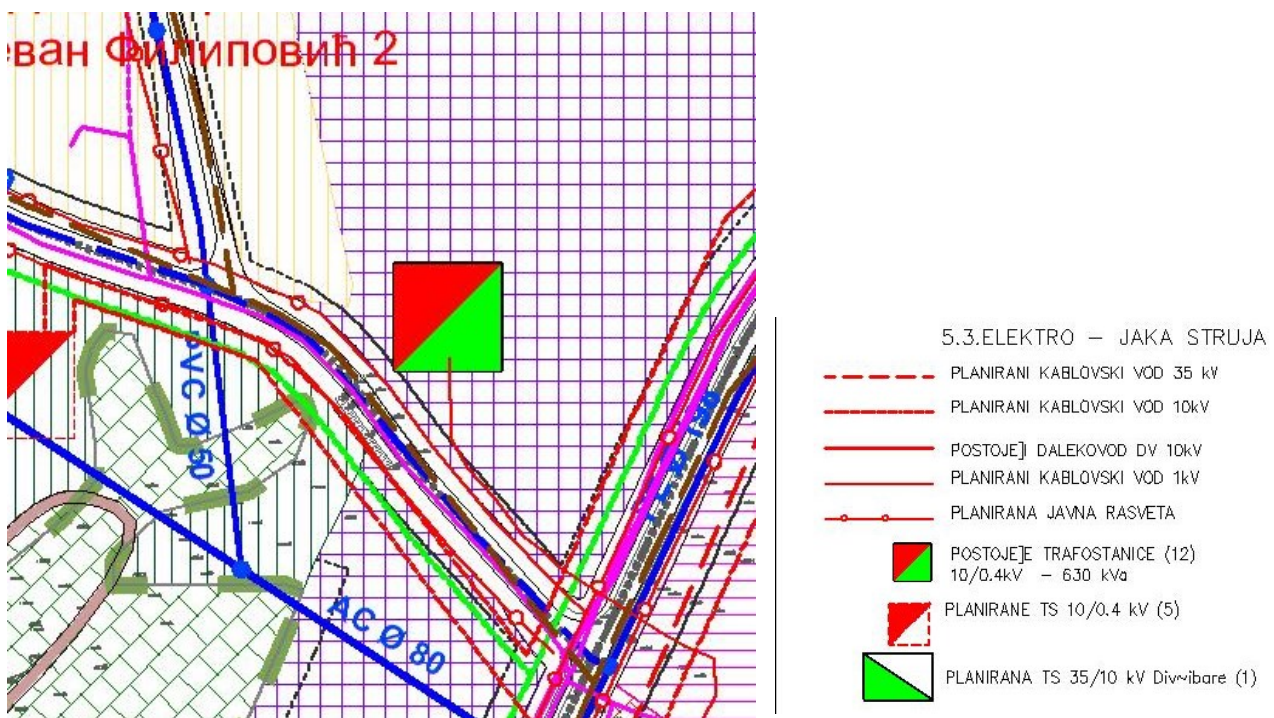 еван Филиповић 2
PVC Ø 50
AC Ø 80
5.3.ELEKTRO – JAKA STRUJA
PLANIRANI KABLOVSKI VOD 35 kV
PLANIRANI KABLOVSKI VOD 10kV
POSTOJE]I DALEKOVOD DV 10kV
PLANIRANI KABLOVSKI VOD 1kV
PLANIRANA JAVNA RASVETA
POSTOJE]E TRAFOSTANICE (12)
10/0.4kV – 630 kVa
PLANIRANE TS 10/0.4 kV (5)
PLANIRANA TS 35/10 kV Div~ibare (1)